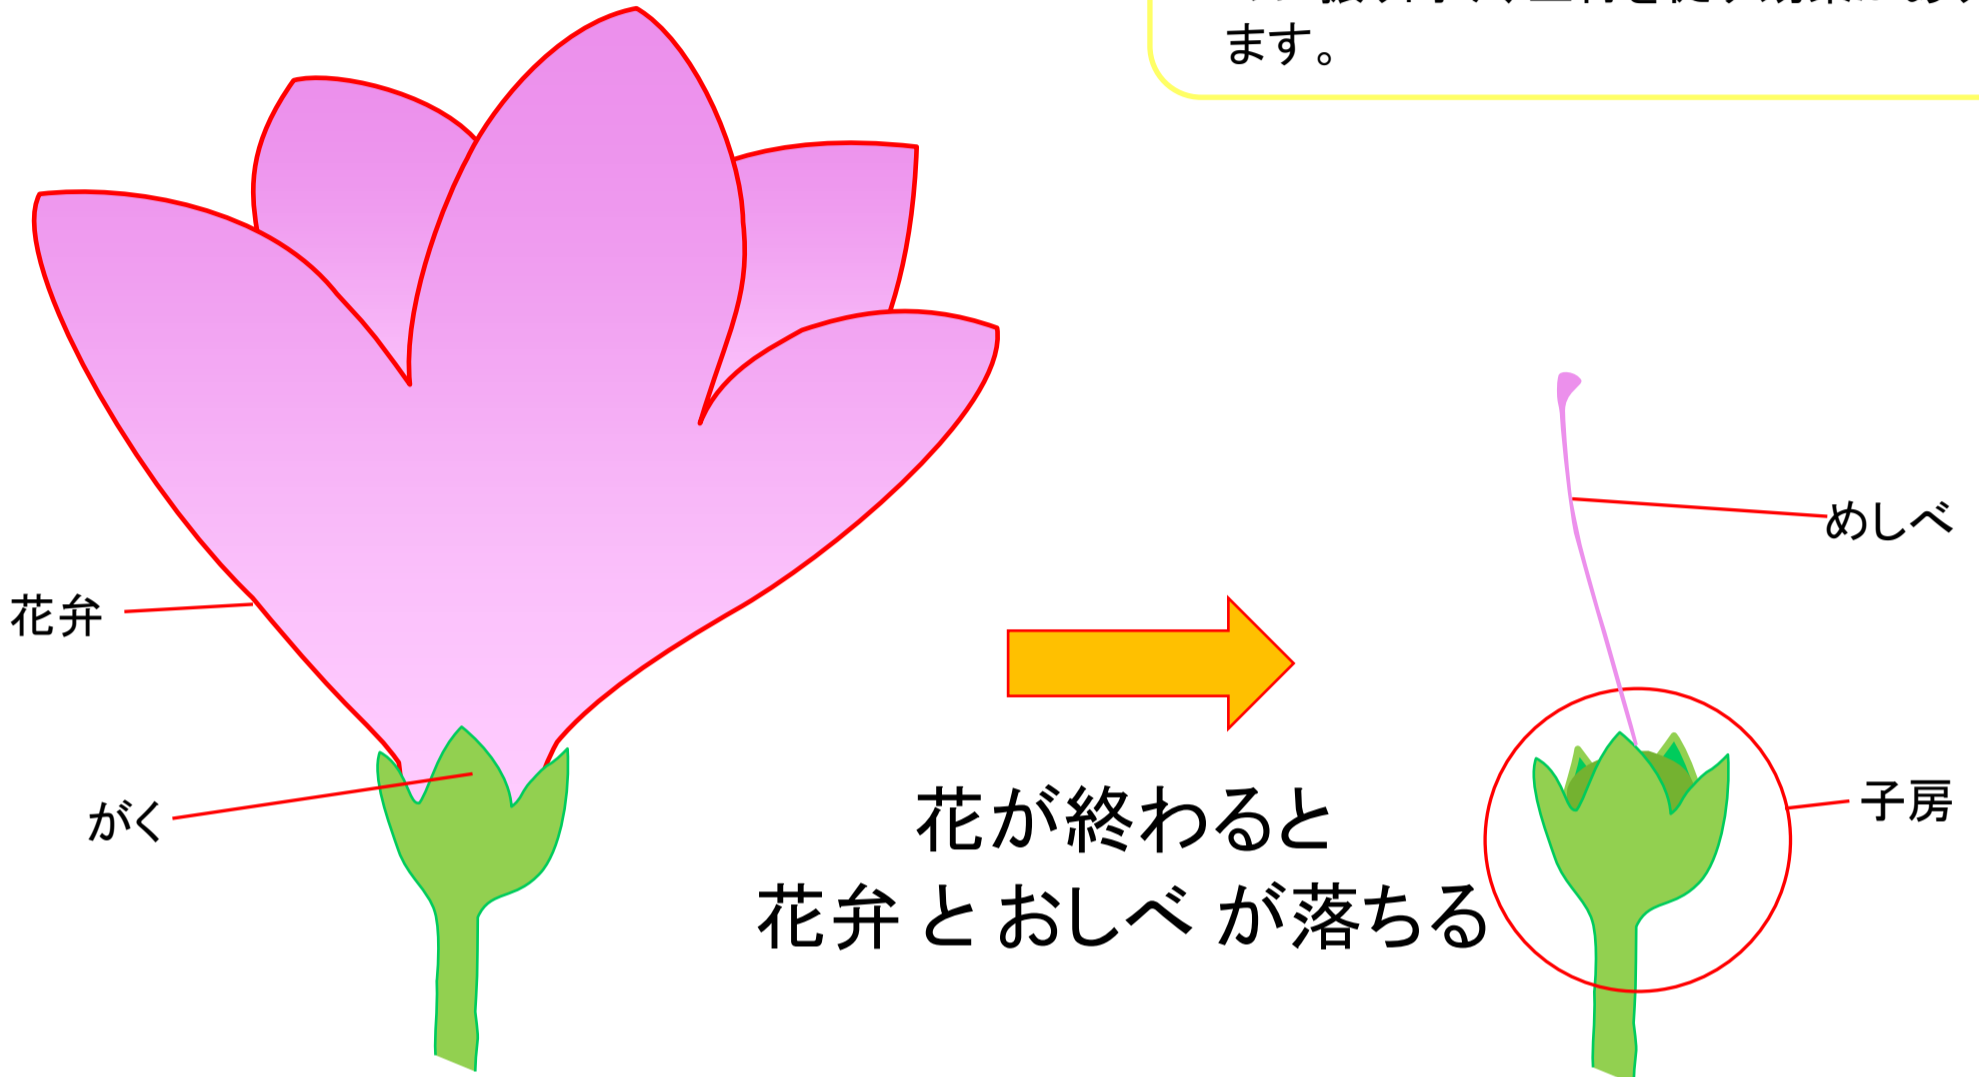 ます。
花弁
めしべ
がく
子房
花が終わると
花弁 と おしべ が落ちる